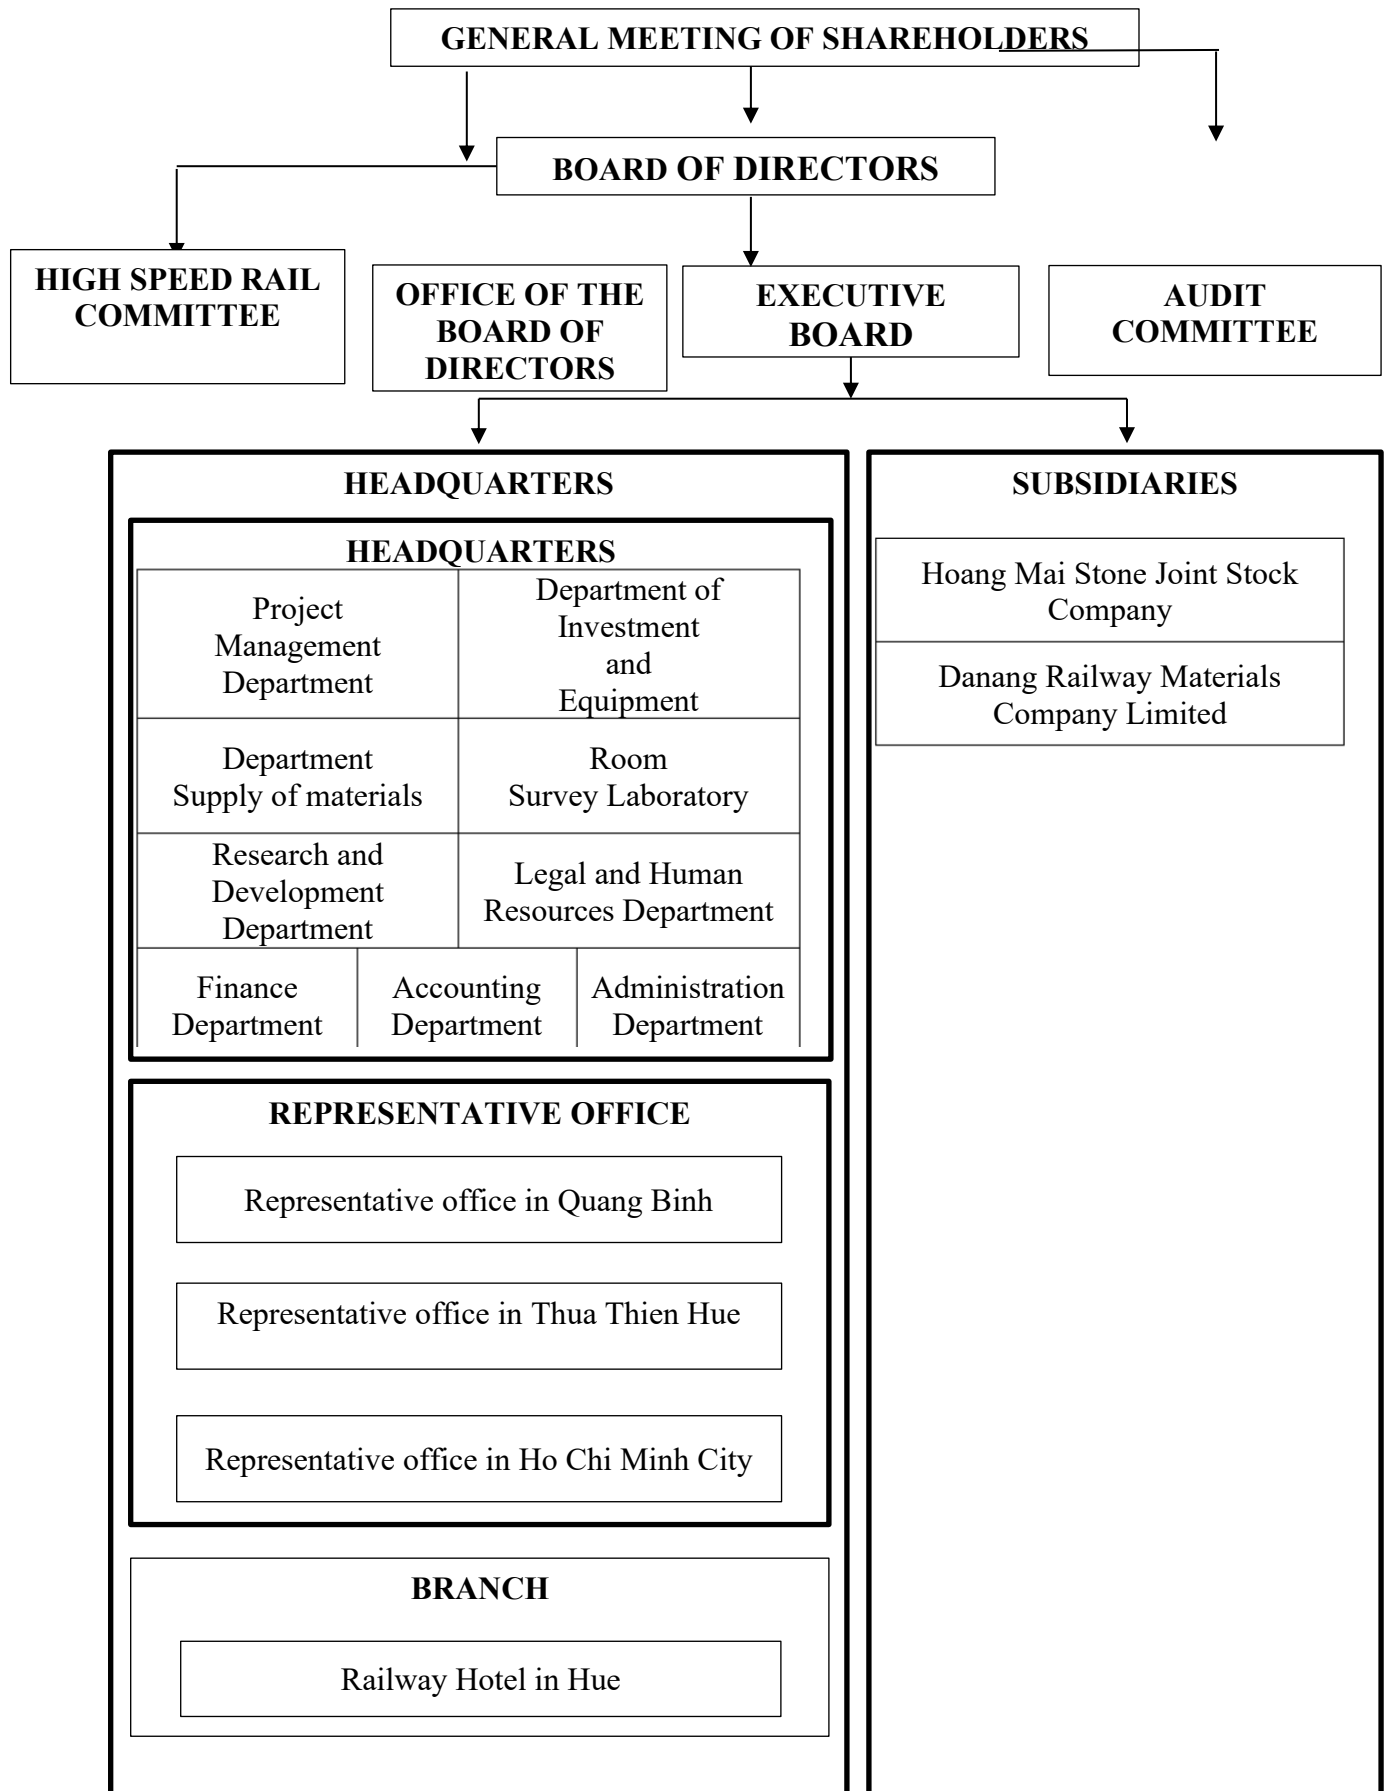 GENERAL MEETING OF SHAREHOLDERS
BOARD OF DIRECTORS
HIGH SPEED RAIL
COMMITTEE
OFFICE OF THE
BOARD OF
DIRECTORS
EXECUTIVE
BOARD
AUDIT
COMMITTEE
HEADQUARTERS
HEADQUARTERS
Project
Management
Department
Department of
Investment
and
Equipment
Department
Supply of materials
Room
Survey Laboratory
Research and
Development
Department
Legal and Human
Resources Department
Finance
Department
Accounting
Department
Administration
Department
REPRESENTATIVE OFFICE
Representative office in Quang Binh
Representative office in Thua Thien Hue
Representative office in Ho Chi Minh City
BRANCH
Railway Hotel in Hue
SUBSIDIARIES
Hoang Mai Stone Joint Stock
Company
Danang Railway Materials
Company Limited